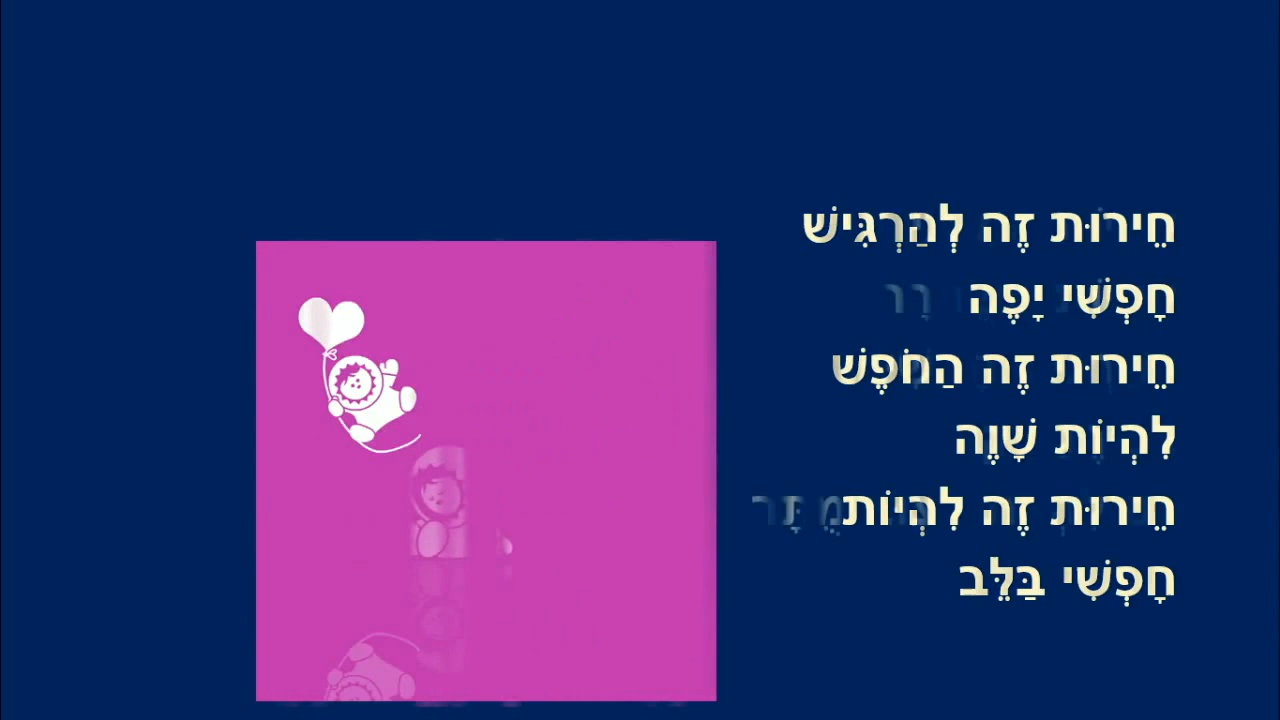 חֵירוּת זֶה לְהַרְגִּישׁ
חָפְשִׁי יָפֶה
חֵירוּת זֶה הַחֹפֶשׁ
לִהְיוֹת שָׁוֶה
חֵירוּת זֶה לִהְיוֹת
חָפְשִׁי בַּלֵּב